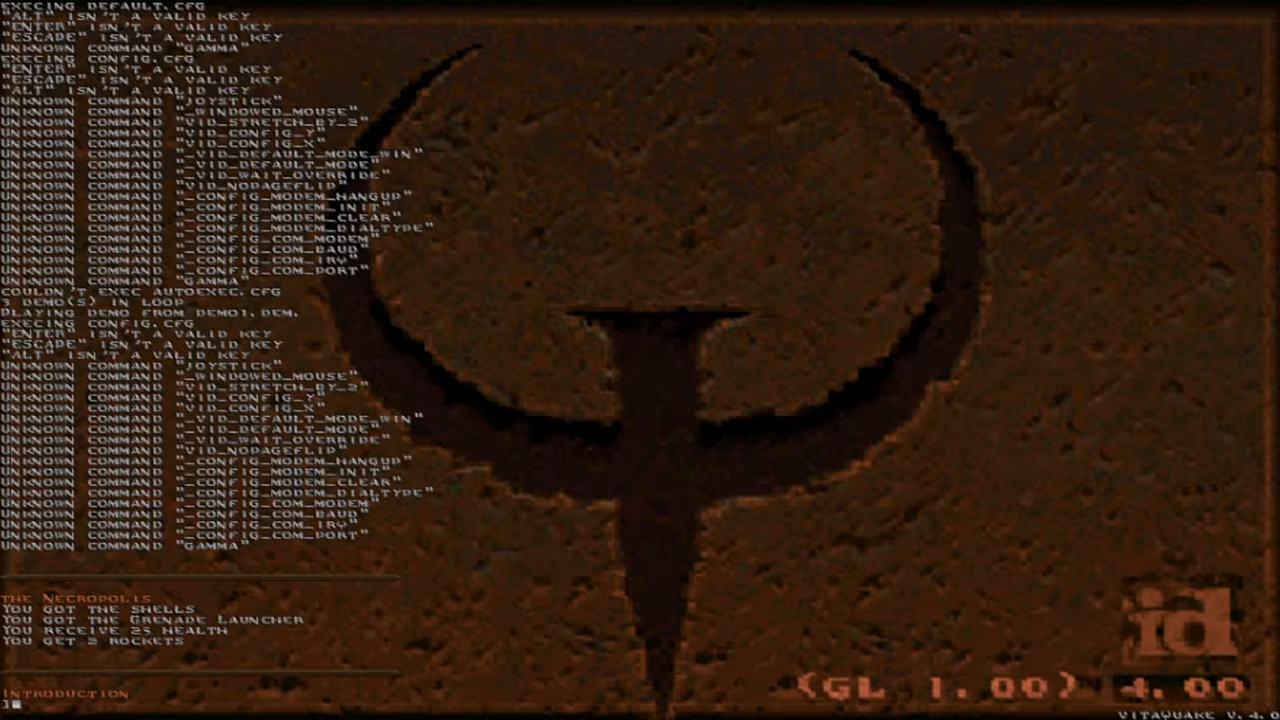 EXECING DEFAULT.CFG
"ALT" ISN'T A VALID KEY
"ENTER" ISN'T A VALID KEY
"ESCAPE" ISN'T A VALID KEY
UNKNOWN COMMAND "GAMMA"
EXECING CONFIG.CFG
"ENTER" ISN'T A VALID KEY
"ESCAPE" ISN'T A VALID KEY
"ALT" ISN'T A VALID KEY
UNKNOWN COMMAND "JOYSTICK"
UNKNOWN COMMAND "_WINDOWED_MOUSE"
UNKNOWN COMMAND "VID_STRETCH_BY_2"
UNKNOWN COMMAND "VID_CONFIG_Y"
UNKNOWN COMMAND "VID_CONFIG_X"
UNKNOWN COMMAND "_VID_DEFAULT_MODE_WIN"
UNKNOWN COMMAND "_VID_DEFAULT_MODE"
UNKNOWN COMMAND "_VID_WAIT_OVERRIDE"
UNKNOWN COMMAND "VID_NOPAGEFLIP"
UNKNOWN COMMAND "_CONFIG_MODEM_HANGUP"
UNKNOWN COMMAND "_CONFIG_MODEM_INIT"
UNKNOWN COMMAND "_CONFIG_MODEM_CLEAR"
UNKNOWN COMMAND "_CONFIG_MODEM_DIALTYPE"
UNKNOWN COMMAND "_CONFIG_COM_MODEM"
UNKNOWN COMMAND "_CONFIG_COM_BAUD"
UNKNOWN COMMAND "_CONFIG_COM_IRQ"
UNKNOWN COMMAND "_CONFIG_COM_PORT"
UNKNOWN COMMAND "GAMMA"
COULDN'T EXEC AUTOEXEC.CFG
3 DEMO(S) IN LOOP
PLAYING DEMO FROM DEMO1.DEM.
EXECING CONFIG.CFG
"ENTER" ISN'T A VALID KEY
"ESCAPE" ISN'T A VALID KEY
"ALT" ISN'T A VALID KEY
UNKNOWN COMMAND "JOYSTICK"
UNKNOWN COMMAND "_WINDOWED_MOUSE"
UNKNOWN COMMAND "VID_STRETCH_BY_2"
UNKNOWN COMMAND "VID_CONFIG_Y"
UNKNOWN COMMAND "VID_CONFIG_X"
UNKNOWN COMMAND "_VID_DEFAULT_MODE_WIN"
UNKNOWN COMMAND "_VID_DEFAULT_MODE"
UNKNOWN COMMAND "_VID_WAIT_OVERRIDE"
UNKNOWN COMMAND "VID_NOPAGEFLIP"
UNKNOWN COMMAND "_CONFIG_MODEM_HANGUP"
UNKNOWN COMMAND "_CONFIG_MODEM_INIT"
UNKNOWN COMMAND "_CONFIG_MODEM_CLEAR"
UNKNOWN COMMAND "_CONFIG_MODEM_DIALTYPE"
UNKNOWN COMMAND "_CONFIG_COM_MODEM"
UNKNOWN COMMAND "_CONFIG_COM_BAUD"
UNKNOWN COMMAND "_CONFIG_COM_IRQ"
UNKNOWN COMMAND "_CONFIG_COM_PORT"
UNKNOWN COMMAND "GAMMA"
THE NECROPOLIS
YOU GOT THE SHELLS
YOU GOT THE GRENADE LAUNCHER
YOU RECEIVE 25 HEALTH
YOU GET 2 ROCKETS
INTRODUCTION
id
(GL 1.00) 4.00
VITAQUAKE V.4.0